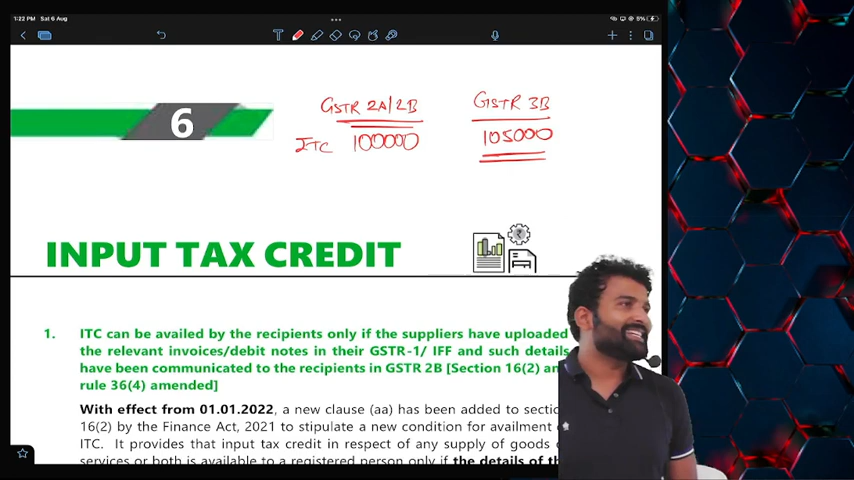 1:22 PM Sat 6 Aug
5%
GSTR 2A/2B
GSTR 3B
6
ITC 100000
105000
INPUT TAX CREDIT
1. ITC can be availed by the recipients only if the suppliers have uploaded
the relevant invoices/debit notes in their GSTR-1/ IFF and such details
have been communicated to the recipients in GSTR 2B [Section 16(2) an
rule 36(4) amended]
With effect from 01.01.2022, a new clause (aa) has been added to sectio
16(2) by the Finance Act, 2021 to stipulate a new condition for availment
ITC. It provides that input tax credit in respect of any supply of goods
services or both is available to a registered person only if the details of th